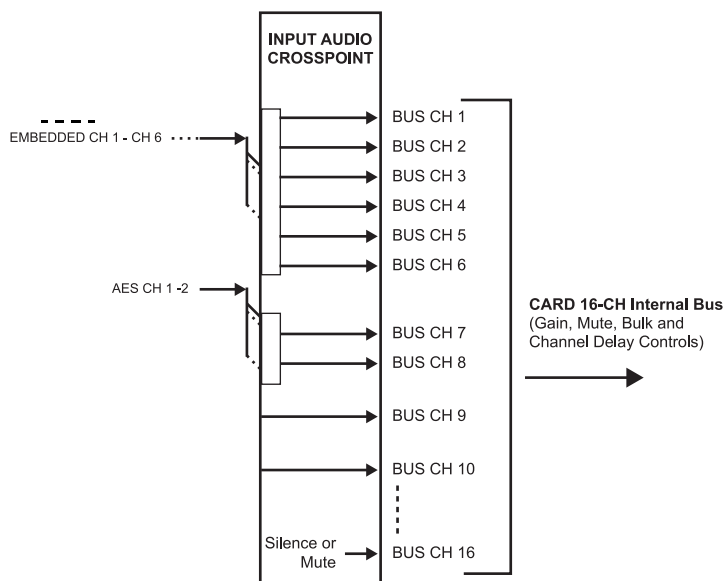 INPUT AUDIO
CROSSPOINT
EMBEDDED CH 1 - CH 6
BUS CH 1
BUS CH 2
BUS CH 3
BUS CH 4
BUS CH 5
BUS CH 6
AES CH 1 -2
BUS CH 7
BUS CH 8
BUS CH 9
BUS CH 10
Silence or
Mute
BUS CH 16
CARD 16-CH Internal Bus
(Gain, Mute, Bulk and
Channel Delay Controls)